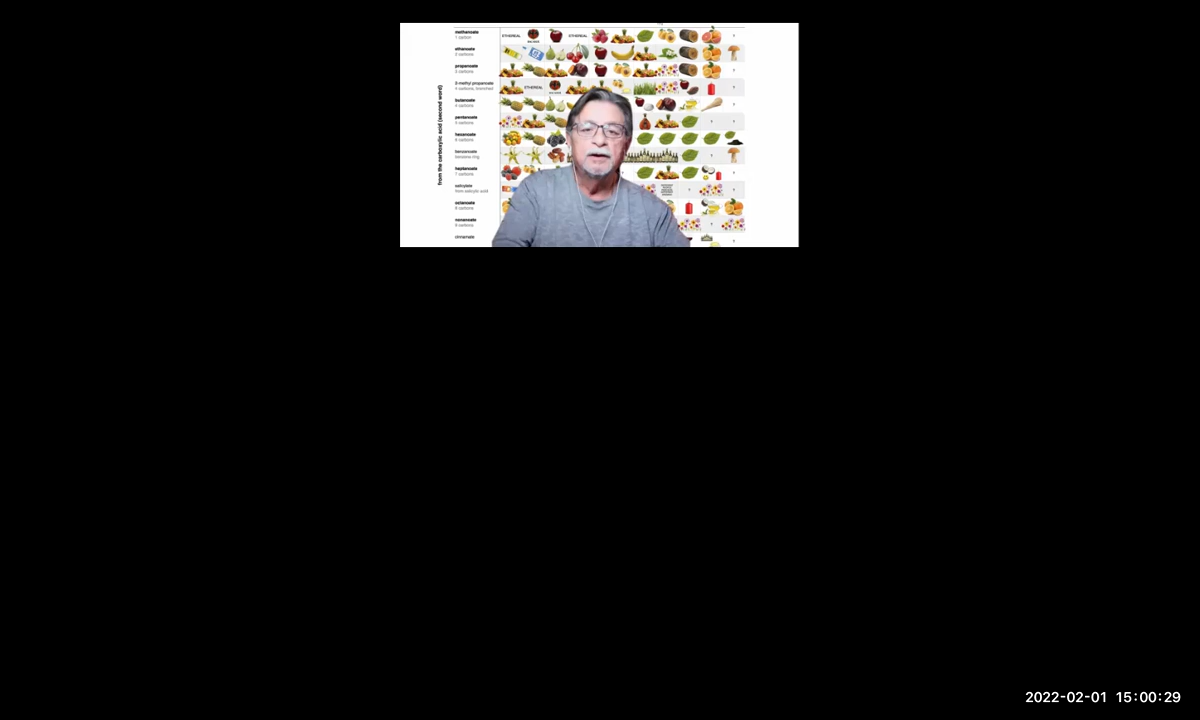 methanoate
1 carbon
ETHEREAL
ETHEREAL
?
ethanoate
2 carbons
propanoate
3 carbons
?
2-methyl propanoate
4 carbons, branched
ETHEREAL
?
butanoate
4 carbons
?
pentanoate
5 carbons
?
?
hexanoate
6 carbons
benzoate
benzene ring
?
heptanoate
7 carbons
?
salicylate
from salicylic acid
?
?
octanoate
8 carbons
nonanoate
9 carbons
?
cinnamate
?
from the carboxylic acid (second word)
2022-02-01 15:00:29